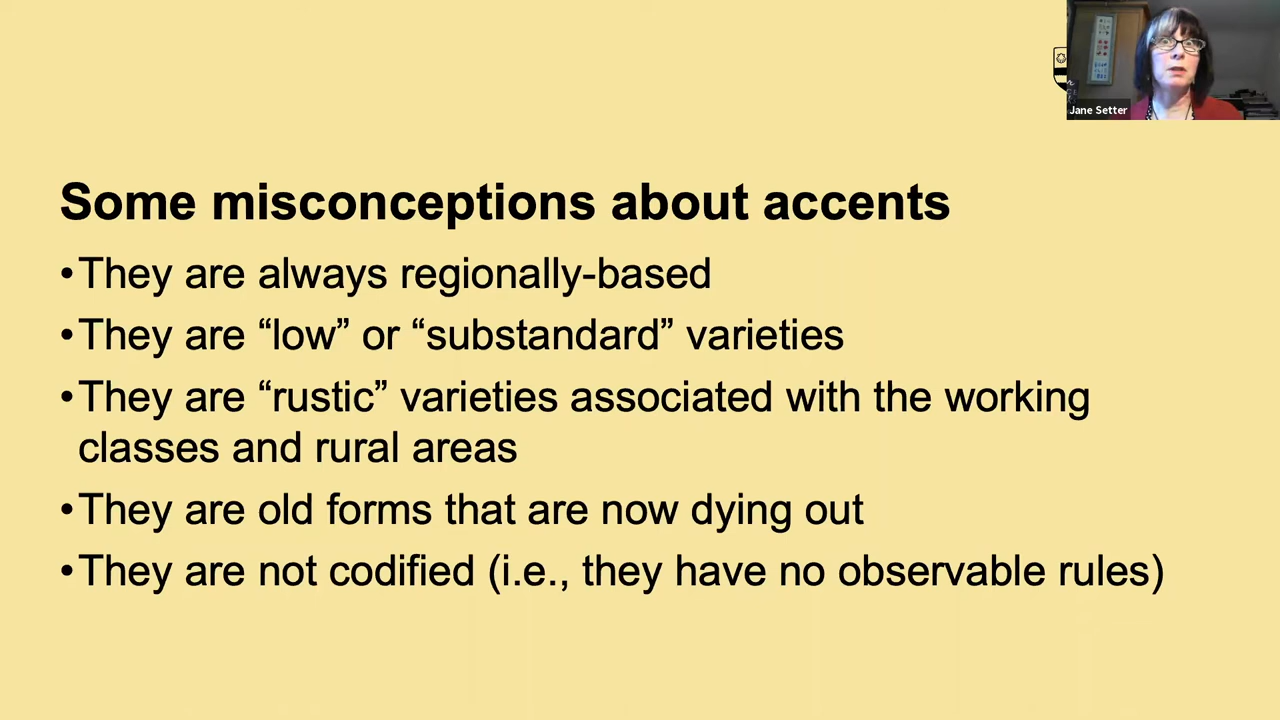 Jane Setter
Some misconceptions about accents
•They are always regionally-based
•They are “low” or “substandard” varieties
•They are “rustic” varieties associated with the working
classes and rural areas
•They are old forms that are now dying out
•They are not codified (i.e., they have no observable rules)